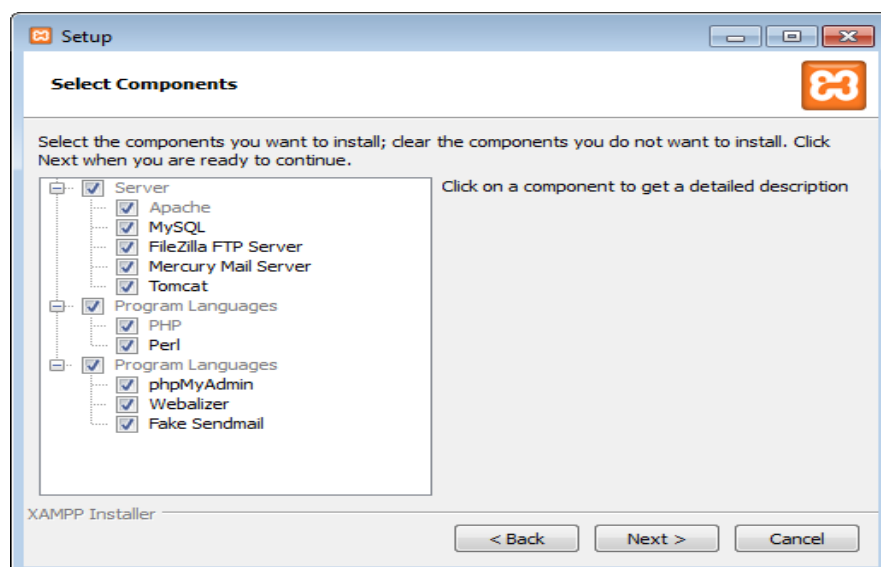 Setup
Select Components
Select the components you want to install; clear the components you do not want to install. Click
Next when you are ready to continue.
Server
Apache
MySQL
FileZilla FTP Server
Mercury Mail Server
Tomcat
Program Languages
PHP
Perl
Program Languages
phpMyAdmin
Webalizer
Fake Sendmail
Click on a component to get a detailed description
XAMPP Installer
< Back
Next >
Cancel